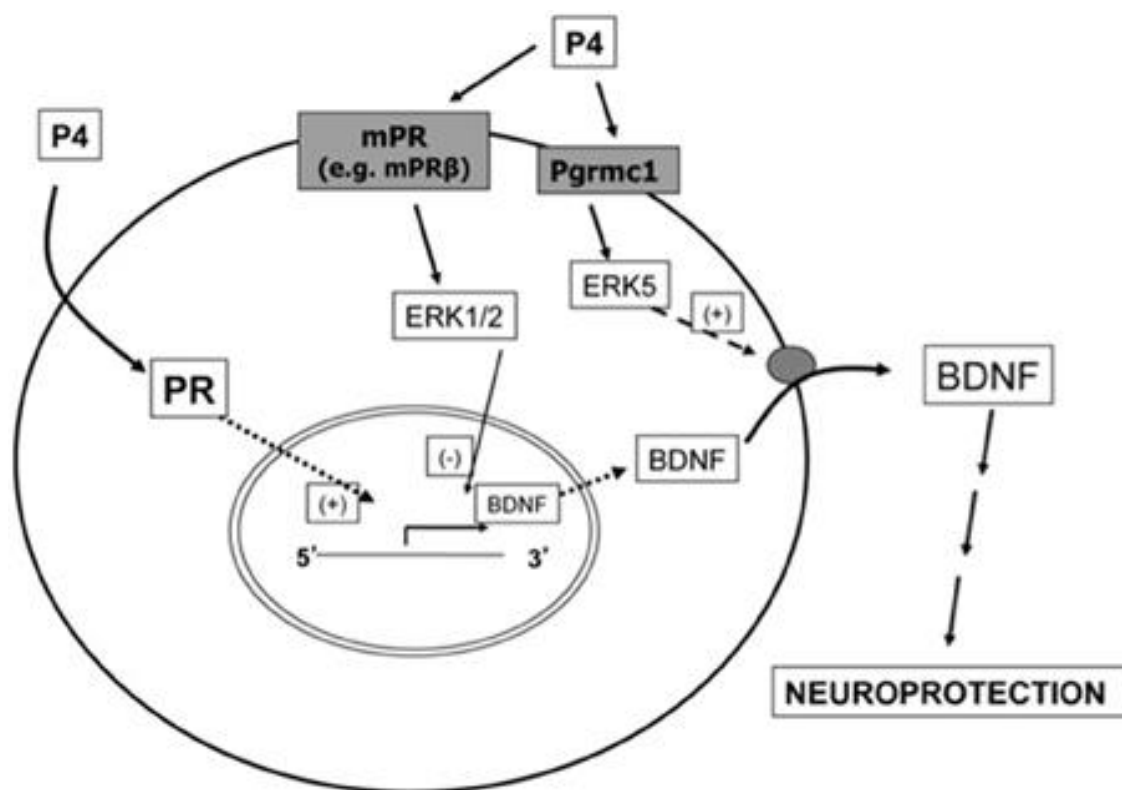 P4
P4
mPR
(e.g. mPRβ)
Pgrmc1
ERK5
(+)
ERK1/2
PR
BDNF
(-)
BDNF
BDNF
(+)
5'
3'
NEUROPROTECTION